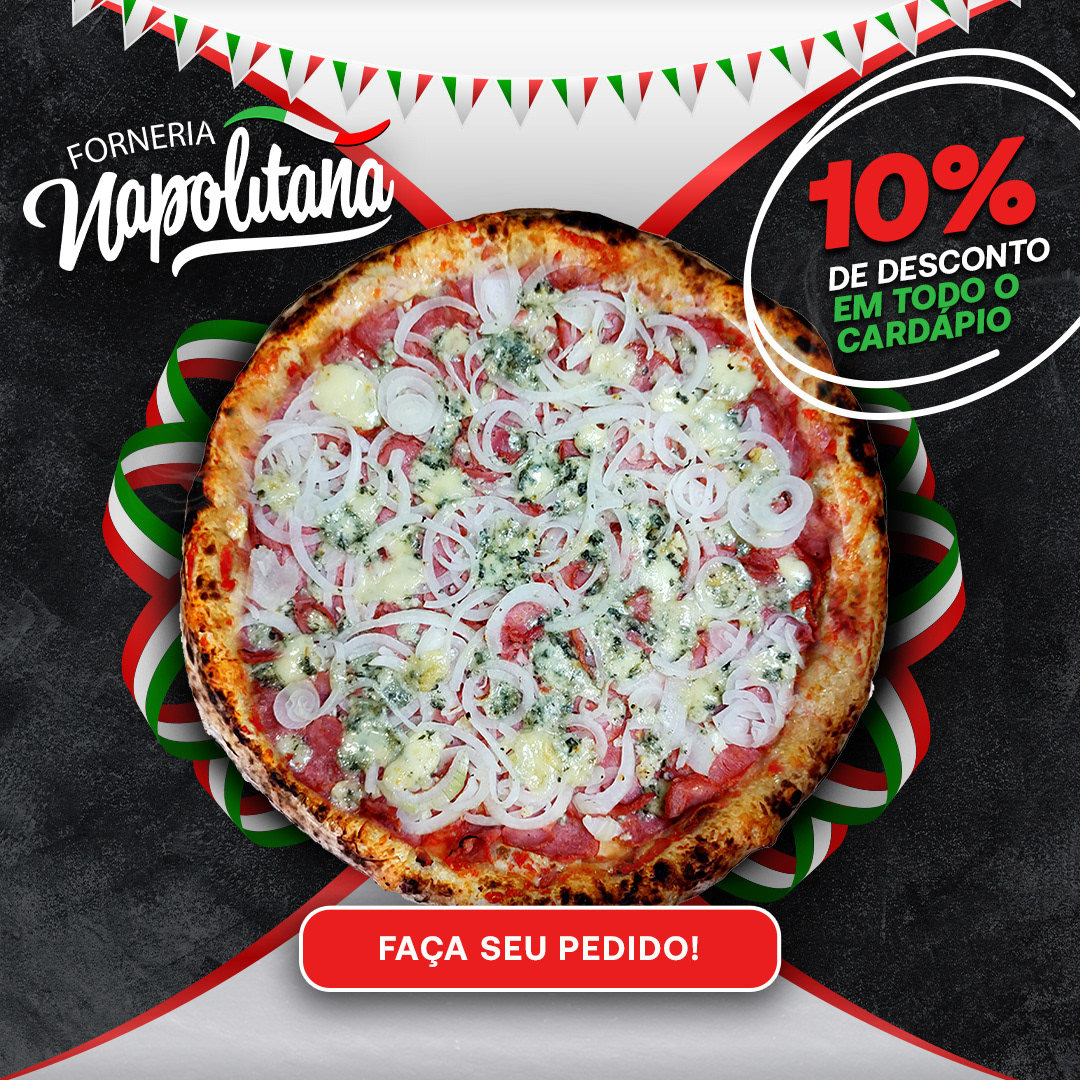 FORNERIA
Napolitana
10%
DE DESCONTO
EM TODO O
CARDÁPIO
FAÇA SEU PEDIDO!